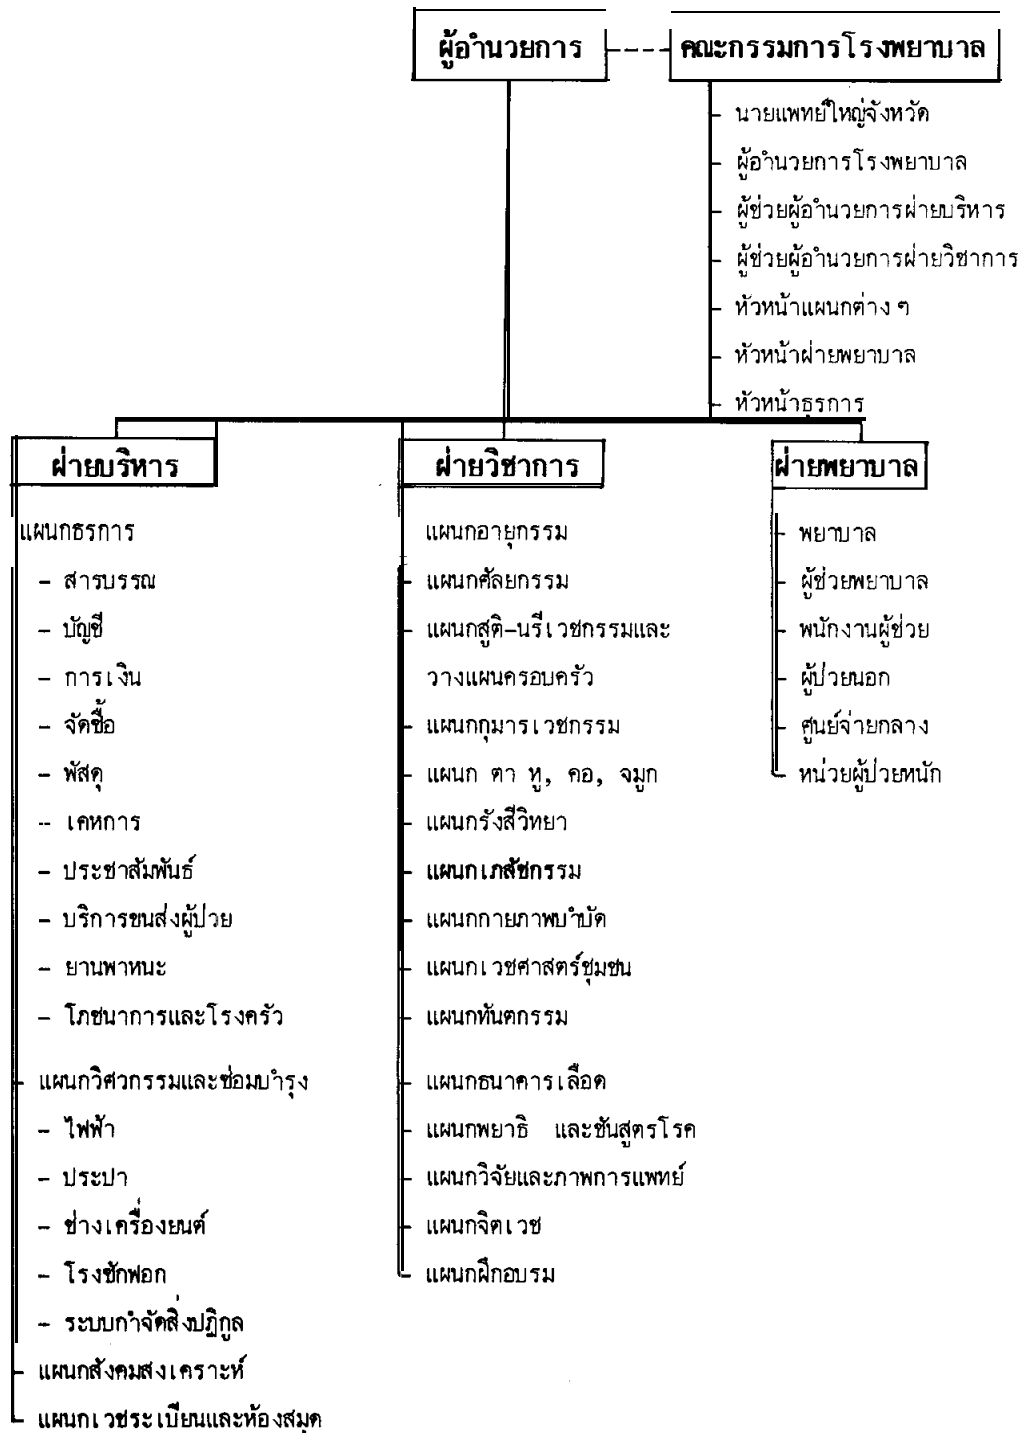 ผู้อำนวยการ
คณะกรรมการโรงพยาบาล
- นายแพทย์ใหญ่จังหวัด
- ผู้อำนวยการโรงพยาบาล
- ผู้ช่วยผู้อำนวยการฝ่ายบริหาร
- ผู้ช่วยผู้อำนวยการฝ่ายวิชาการ
- หัวหน้าแผนกต่าง ๆ
- หัวหน้าฝ่ายพยาบาล
- หัวหน้าธุรการ
ฝ่ายบริหาร
แผนกธรการ
- สารบรรณ
- บัญชี
- การเงิน
- จัดซื้อ
- พัสดุ
- เคหการ
- ประชาสัมพันธ์
- บริการขนส่งผู้ป่วย
- ยานพาหนะ
- โภชนาการและโรงครัว
- แผนกวิศวกรรมและซ่อมบำรุง
- ไฟฟ้า
- ประปา
- ช่างเครื่องยนต์
- โรงซักฟอก
- ระบบกำจัดสิ่งปฏิกูล
- แผนกสังคมสงเคราะห์
- แผนกเวชระเบียนและห้องสมุด
ฝ่ายวิชาการ
แผนกอายุกรรม
- แผนกศัลยกรรม
- แผนกสูติ-นรีเวชกรรมและ
วางแผนครอบครัว
- แผนกกุมารเวชกรรม
- แผนก ตา หู, คอ, จมูก
- แผนกรังสีวิทยา
- แผนกเภสัชกรรม
- แผนกกายภาพบำบัด
- แผนกเวชศาสตร์ชุมชน
- แผนกทันตกรรม
- แผนกธนาคารเลือด
- แผนกพยาธิ และชันสูตรโรค
- แผนกวิจัยและภาพการแพทย์
- แผนกจิตเวช
- แผนกฝึกอบรม
ฝ่ายพยาบาล
- พยาบาล
- ผู้ช่วยพยาบาล
- พนักงานผู้ช่วย
- ผู้ป่วยนอก
- ศูนย์จ่ายกลาง
- หน่วยผู้ป่วยหนัก